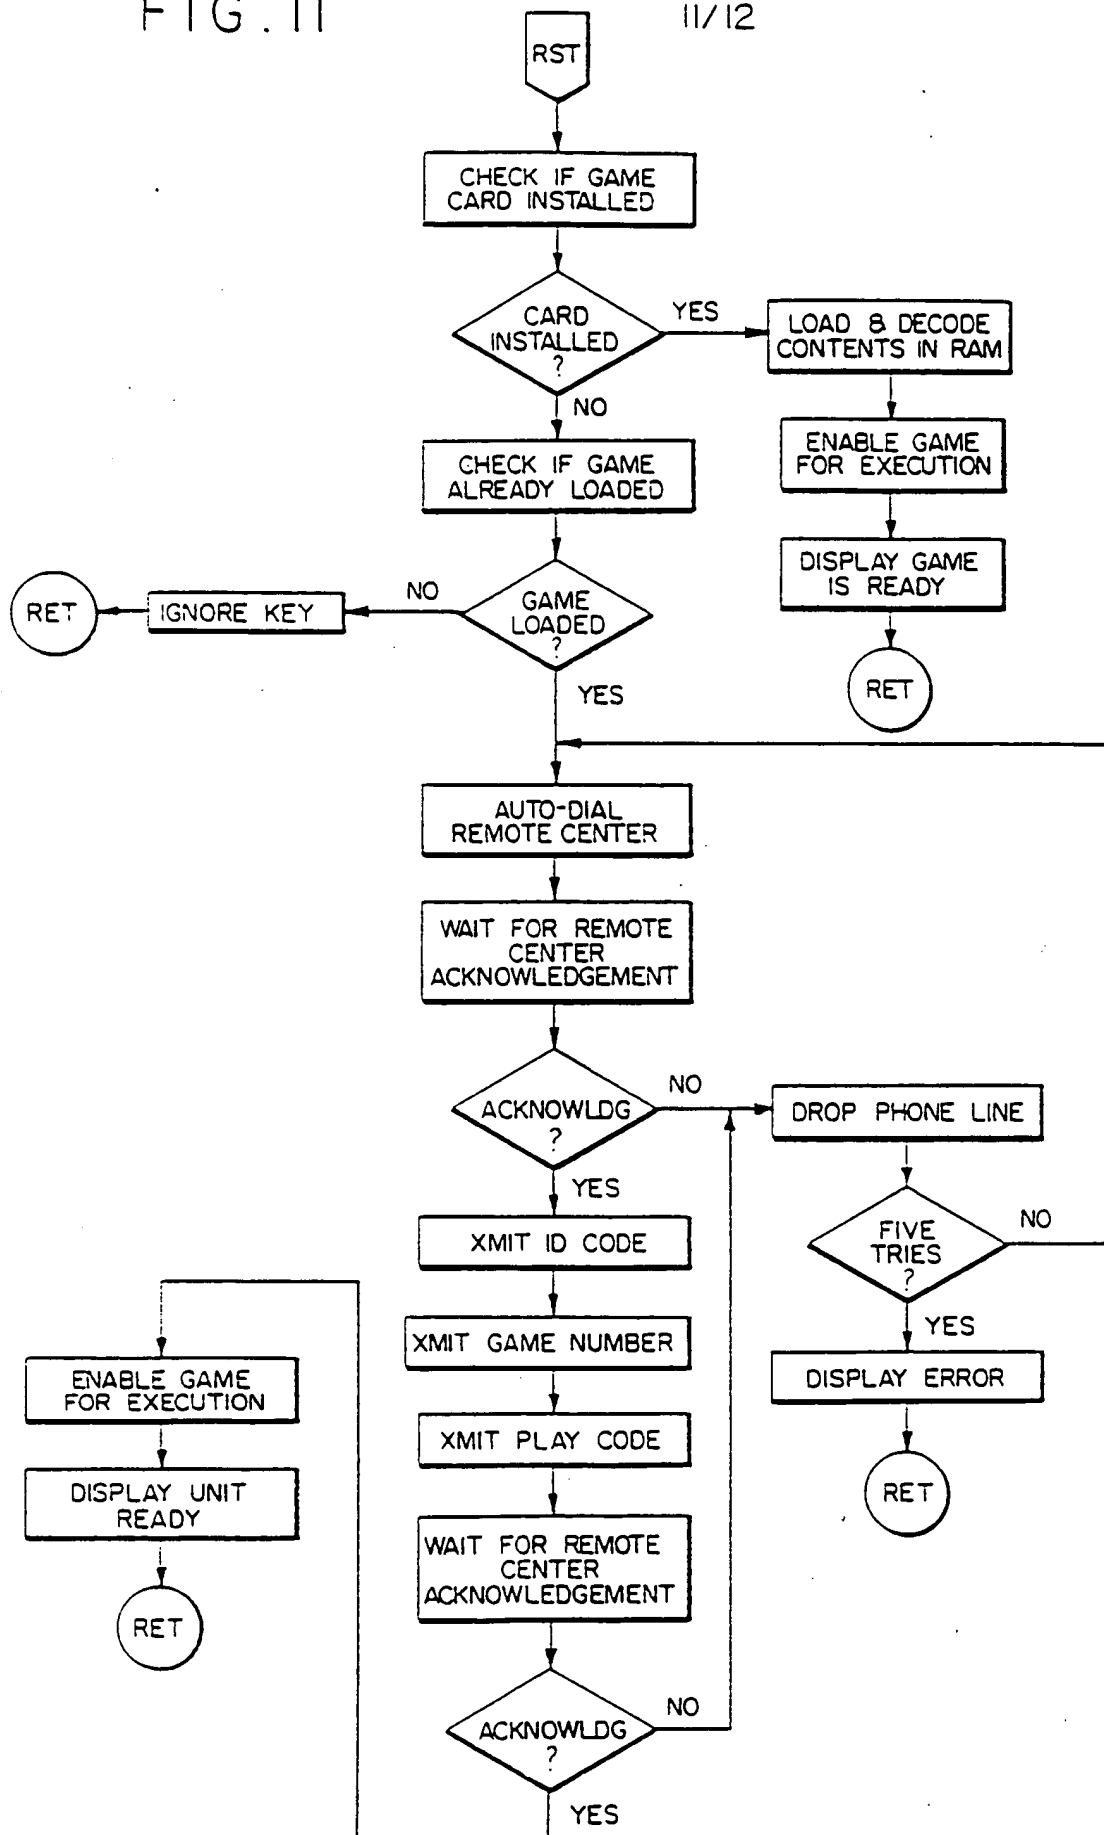 FIG. 11
11/12
RST
CHECK IF GAME
CARD INSTALLED
CARD
INSTALLED
?
YES
LOAD & DECODE
CONTENTS IN RAM
NO
ENABLE GAME
FOR EXECUTION
CHECK IF GAME
ALREADY LOADED
DISPLAY GAME
IS READY
RET
IGNORE KEY
NO
GAME
LOADED
?
RET
YES
AUTO-DIAL
REMOTE CENTER
WAIT FOR REMOTE
CENTER
ACKNOWLEDGEMENT
ACKNOWLDG
?
NO
DROP PHONE LINE
YES
FIVE
TRIES
?
NO
XMIT ID CODE
YES
XMIT GAME NUMBER
DISPLAY ERROR
ENABLE GAME
FOR EXECUTION
XMIT PLAY CODE
RET
DISPLAY UNIT
READY
WAIT FOR REMOTE
CENTER
ACKNOWLEDGEMENT
RET
ACKNOWLDG
?
NO
YES